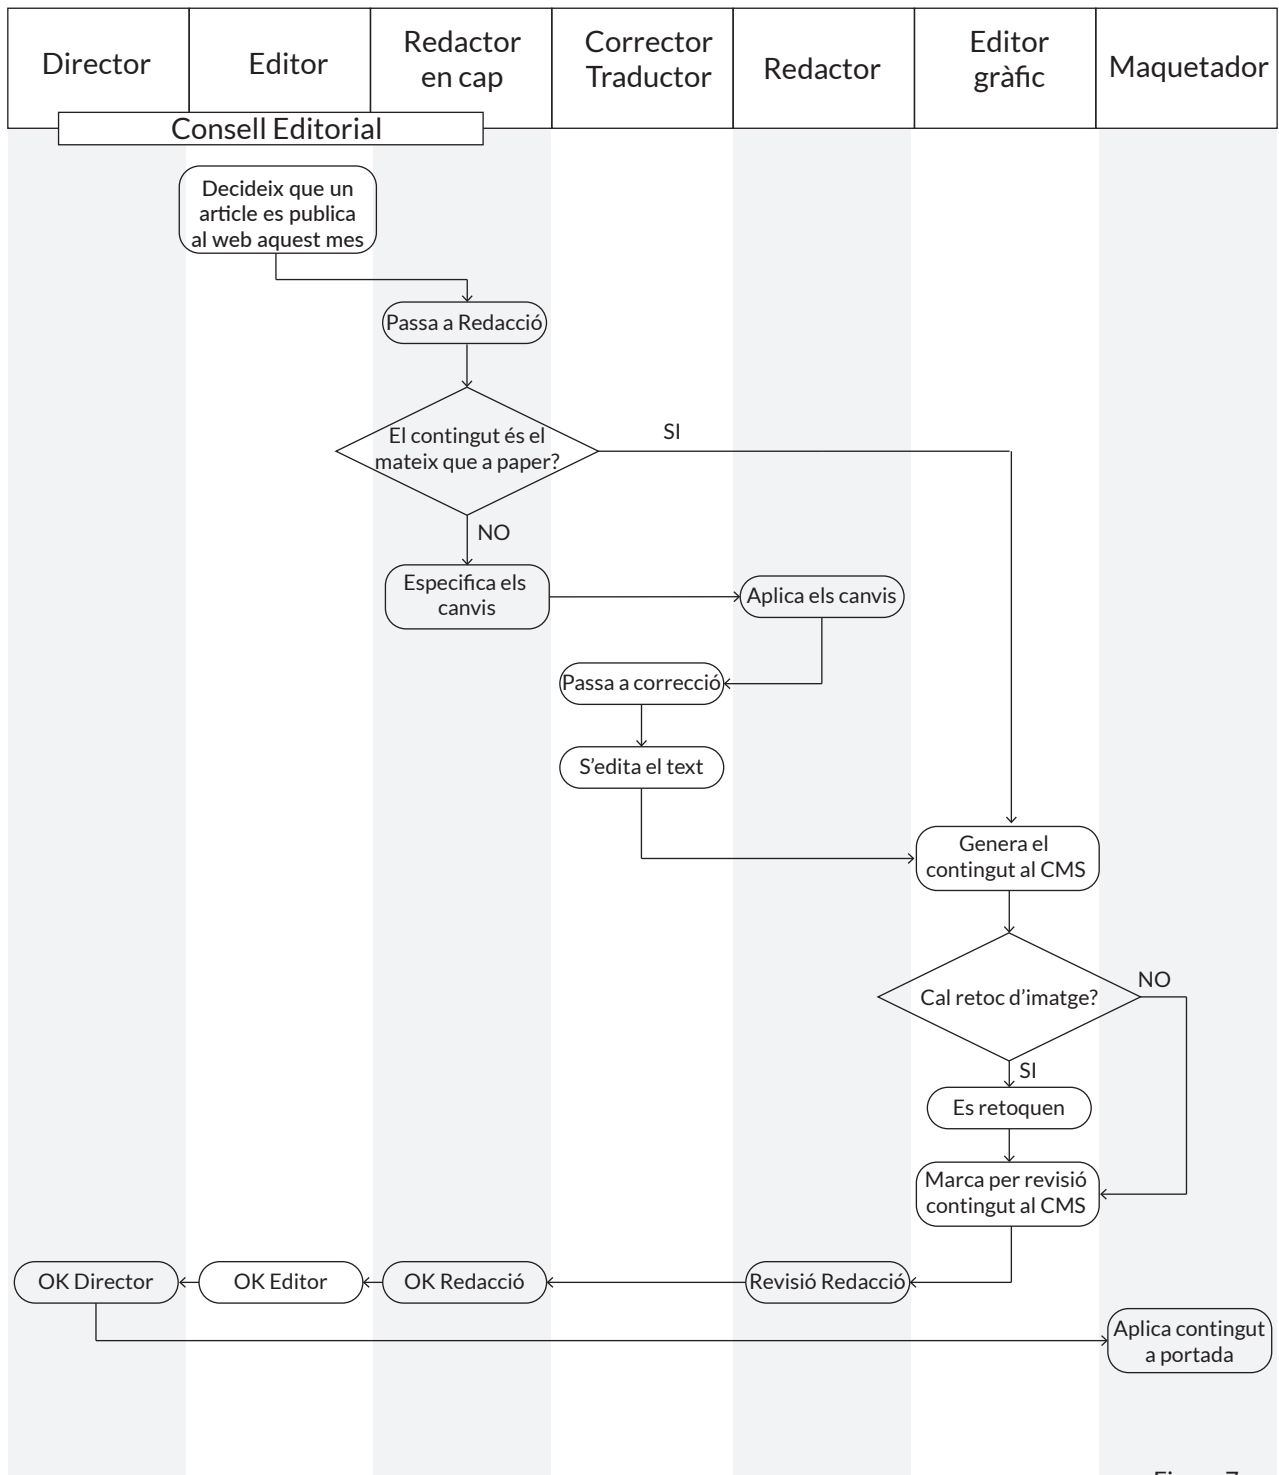 Director
Editor
Redactor
en cap
Corrector
Traductor
Redactor
Editor
gràfic
Maquetador
Consell Editorial
Decideix que un
article es publica
al web aquest mes
Passa a Redacció
El contingut és el
mateix que a paper?
SI
NO
Especifica els
canvis
Aplica els canvis
Passa a correcció
S’edita el text
Genera el
contingut al CMS
Cal retoc d’imatge?
NO
SI
Es retoquen
Marca per revisió
contingut al CMS
OK Director
OK Editor
OK Redacció
Revisió Redacció
Aplica contingut
a portada